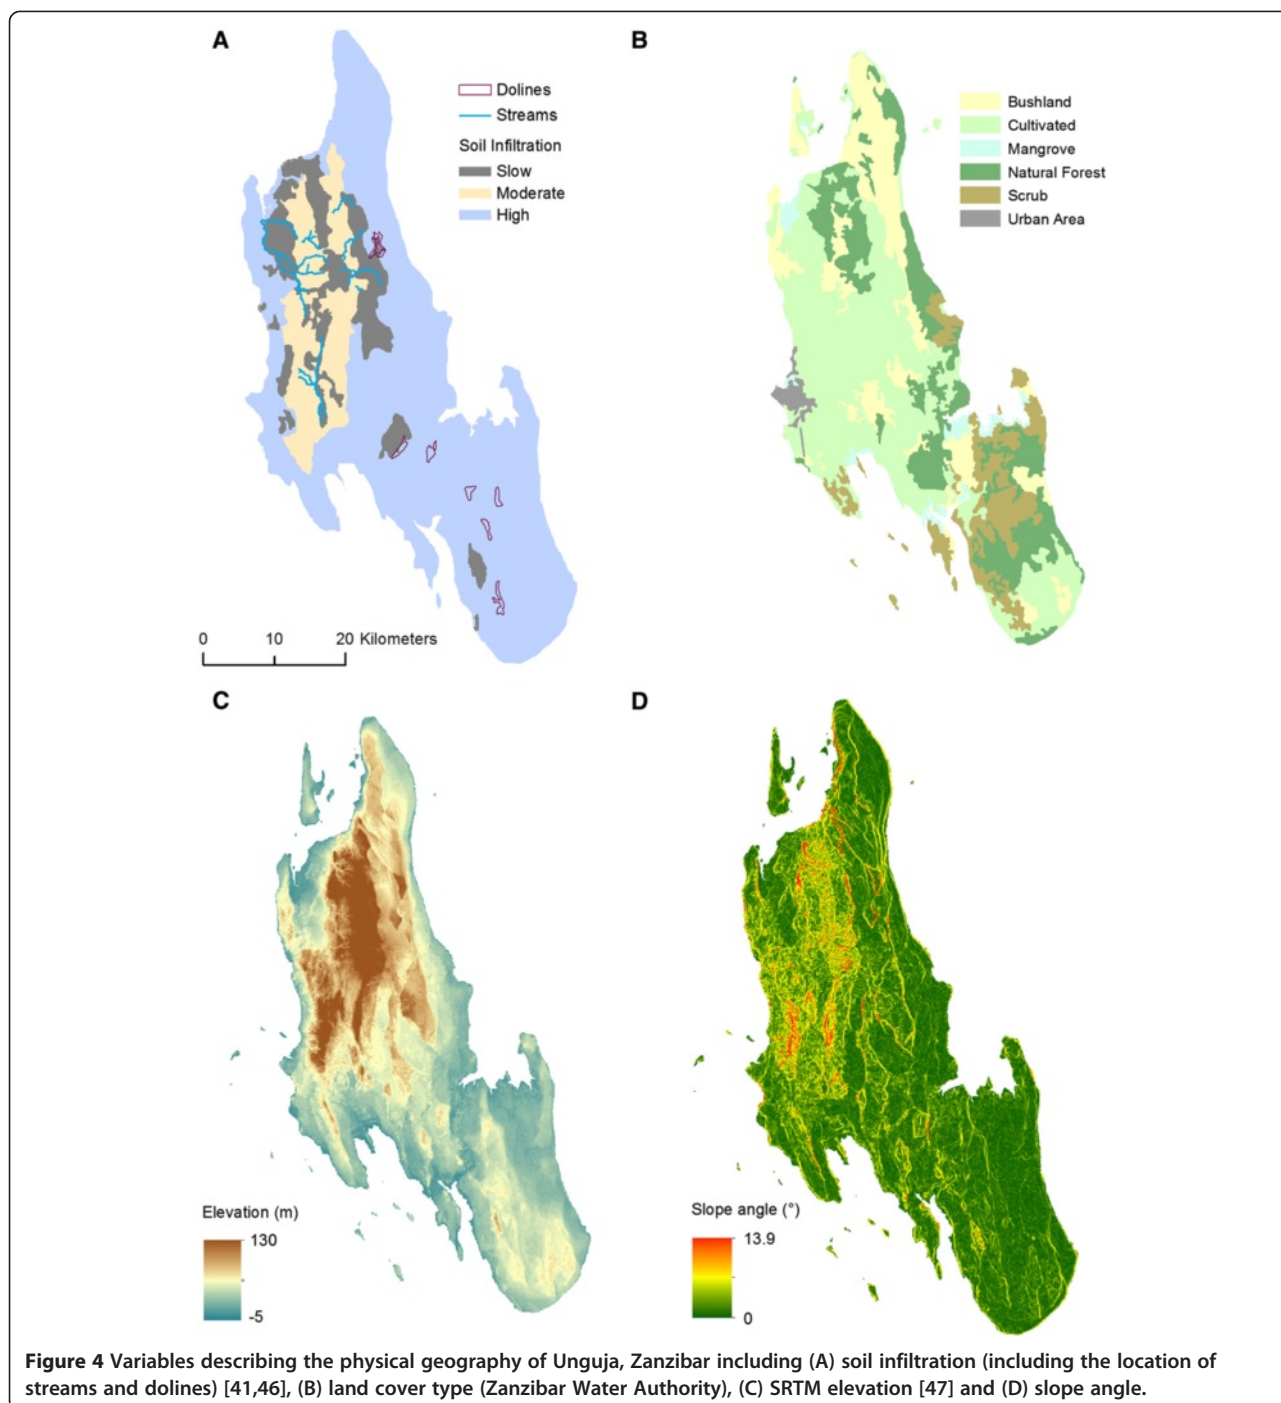 A
Dolines
Streams
Soil Infiltration
Slow
Moderate
High
0 10 20 Kilometers
B
Bushland
Cultivated
Mangrove
Natural Forest
Scrub
Urban Area
C
Elevation (m)
130
-5
D
Slope angle (°)
13.9
0
Figure 4 Variables describing the physical geography of Unguja, Zanzibar including (A) soil infiltration (including the location of
streams and dolines) [41,46], (B) land cover type (Zanzibar Water Authority), (C) SRTM elevation [47] and (D) slope angle.